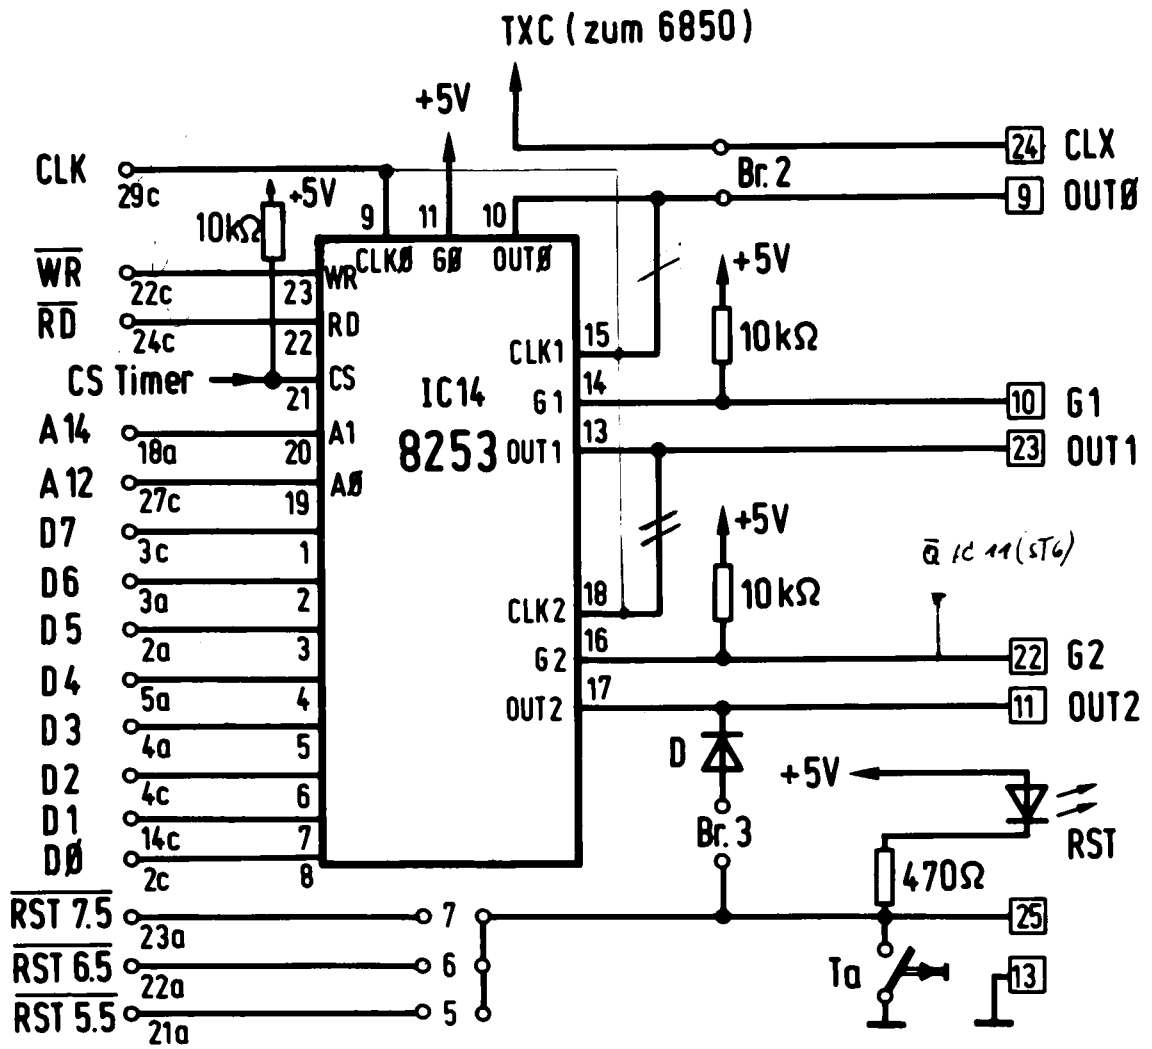 TXC (zum 6850)
+5V
24 CLX
CLK
29c
+5V
Br.2
9 OUTØ
10kΩ
9 11 10
CLKØ GØ OUTØ
W̅R̅
22c 23 WR
+5V
R̅D̅
24c 22 RD
10kΩ
15
CLK1
CS Timer 21 CS
IC14
14
G1
10 G1
A14
18a 20 A1
8253
13
OUT1
23 OUT1
A12
27c 19 AØ
D7
3c 1
+5V
Q̅ IC 11 (ST6)
D6
3a 2
10kΩ
18
CLK2
D5
2a 3
16
G2
22 G2
D4
5a 4
17
OUT2
11 OUT2
D3
4a 5
D
+5V
D2
4c 6
D1
14c 7
Br.3
RST
DØ
2c 8
470Ω
R̅S̅T̅ 7̅.̅5̅
23a
7
25
R̅S̅T̅ 6̅.̅5̅
22a
6
Ta
13
R̅S̅T̅ 5̅.̅5̅
21a
5